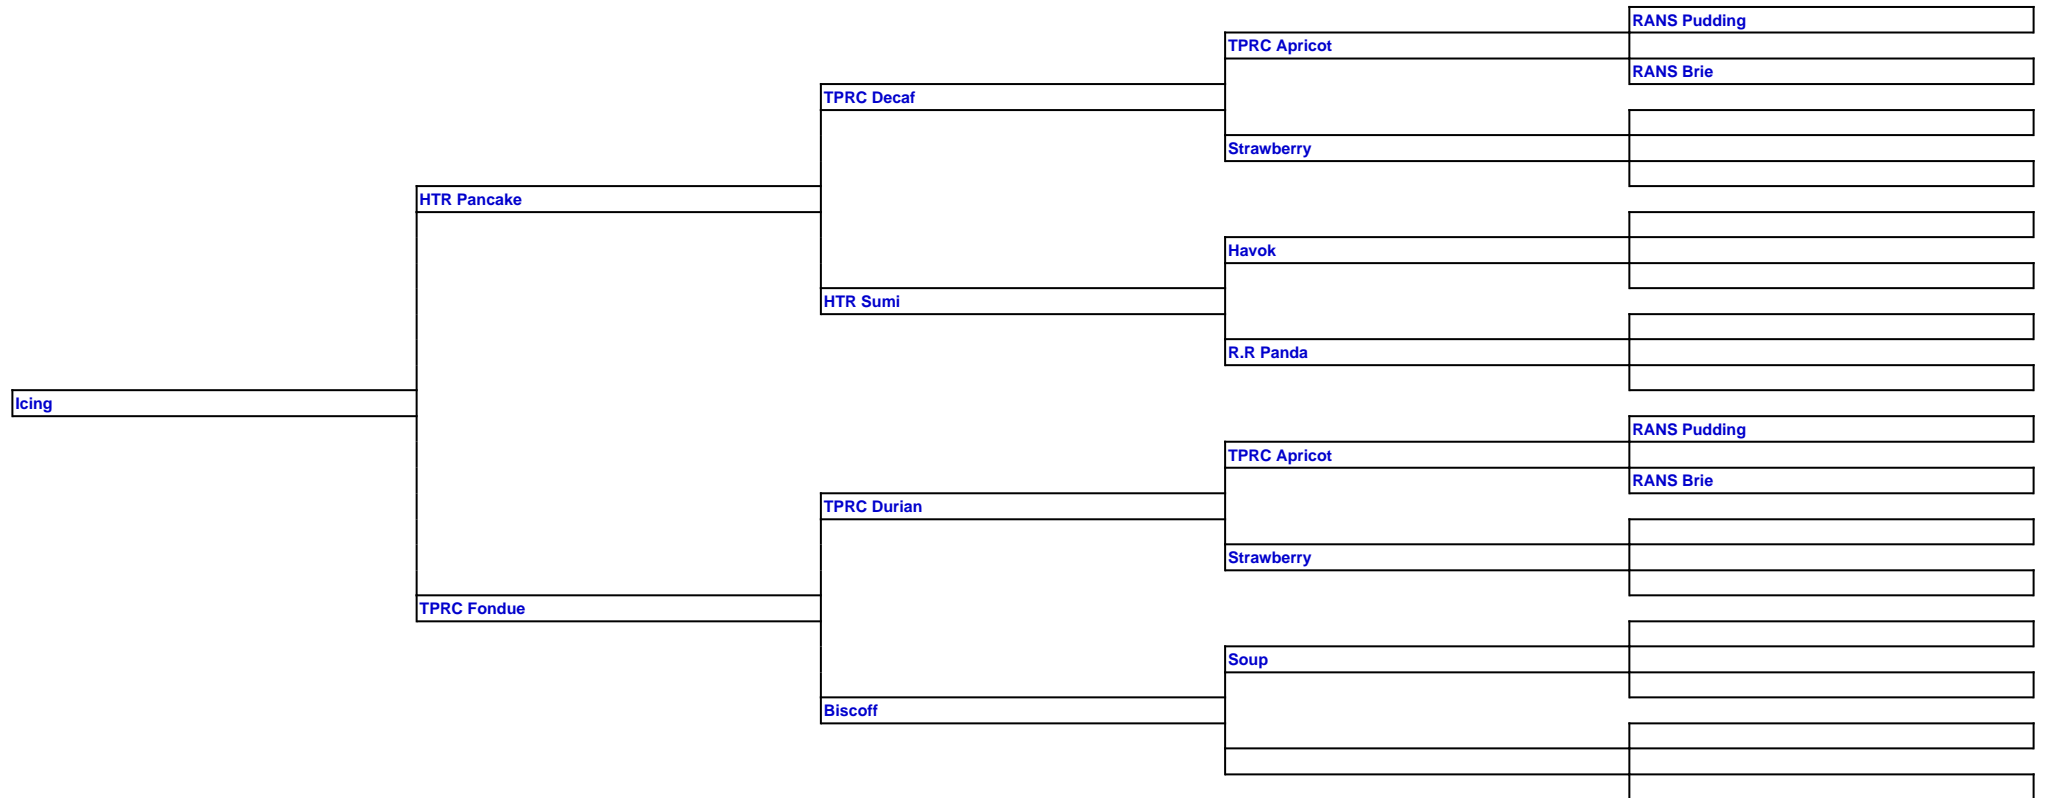 RANS Pudding
TPRC Apricot
RANS Brie
TPRC Decaf
Strawberry
HTR Pancake
Havok
HTR Sumi
R.R Panda
Icing
RANS Pudding
TPRC Apricot
RANS Brie
TPRC Durian
Strawberry
TPRC Fondue
Soup
Biscoff